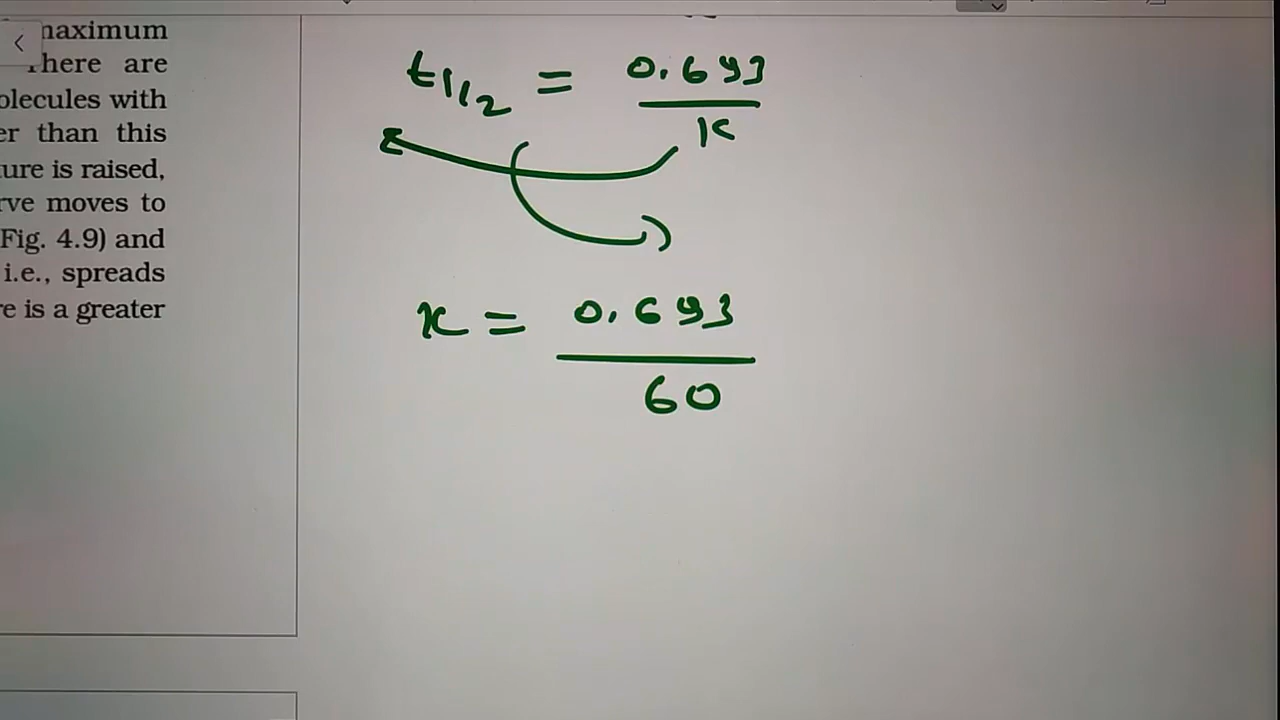 maximum
here are
olecules with
er than this
ure is raised,
rve moves to
Fig. 4.9) and
i.e., spreads
re is a greater
t1/2 = 0.693
K
K = 0.693
60